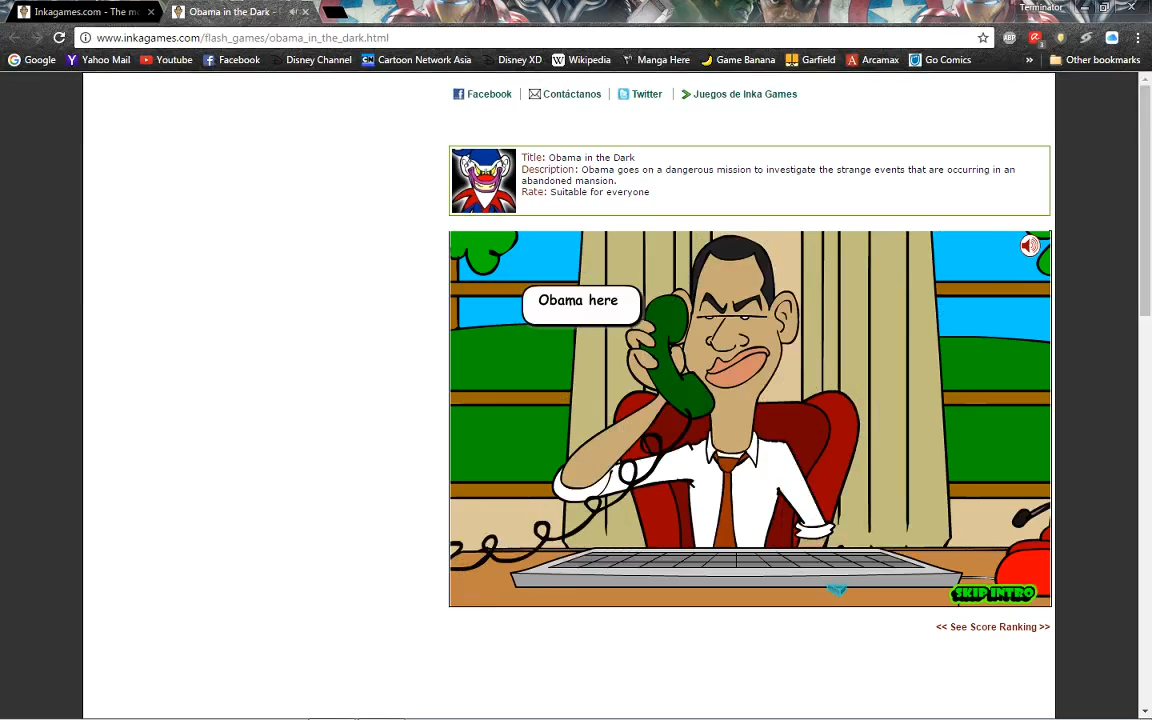 Inkagames.com - The m
Obama in the Dark -
Terminator
www.inkagames.com/flash_games/obama_in_the_dark.html
ABP
3
Google
Yahoo Mail
Youtube
Facebook
Disney Channel
CN
Cartoon Network Asia
Disney XD
W
Wikipedia
Manga Here
Game Banana
Garfield
A
Arcamax
Go Comics
»
Other bookmarks
Facebook
Contáctanos
Twitter
Juegos de Inka Games
Title: Obama in the Dark
Description: Obama goes on a dangerous mission to investigate the strange events that are occurring in an
abandoned mansion.
Rate: Suitable for everyone
Obama here
SKIP INTRO
<< See Score Ranking >>